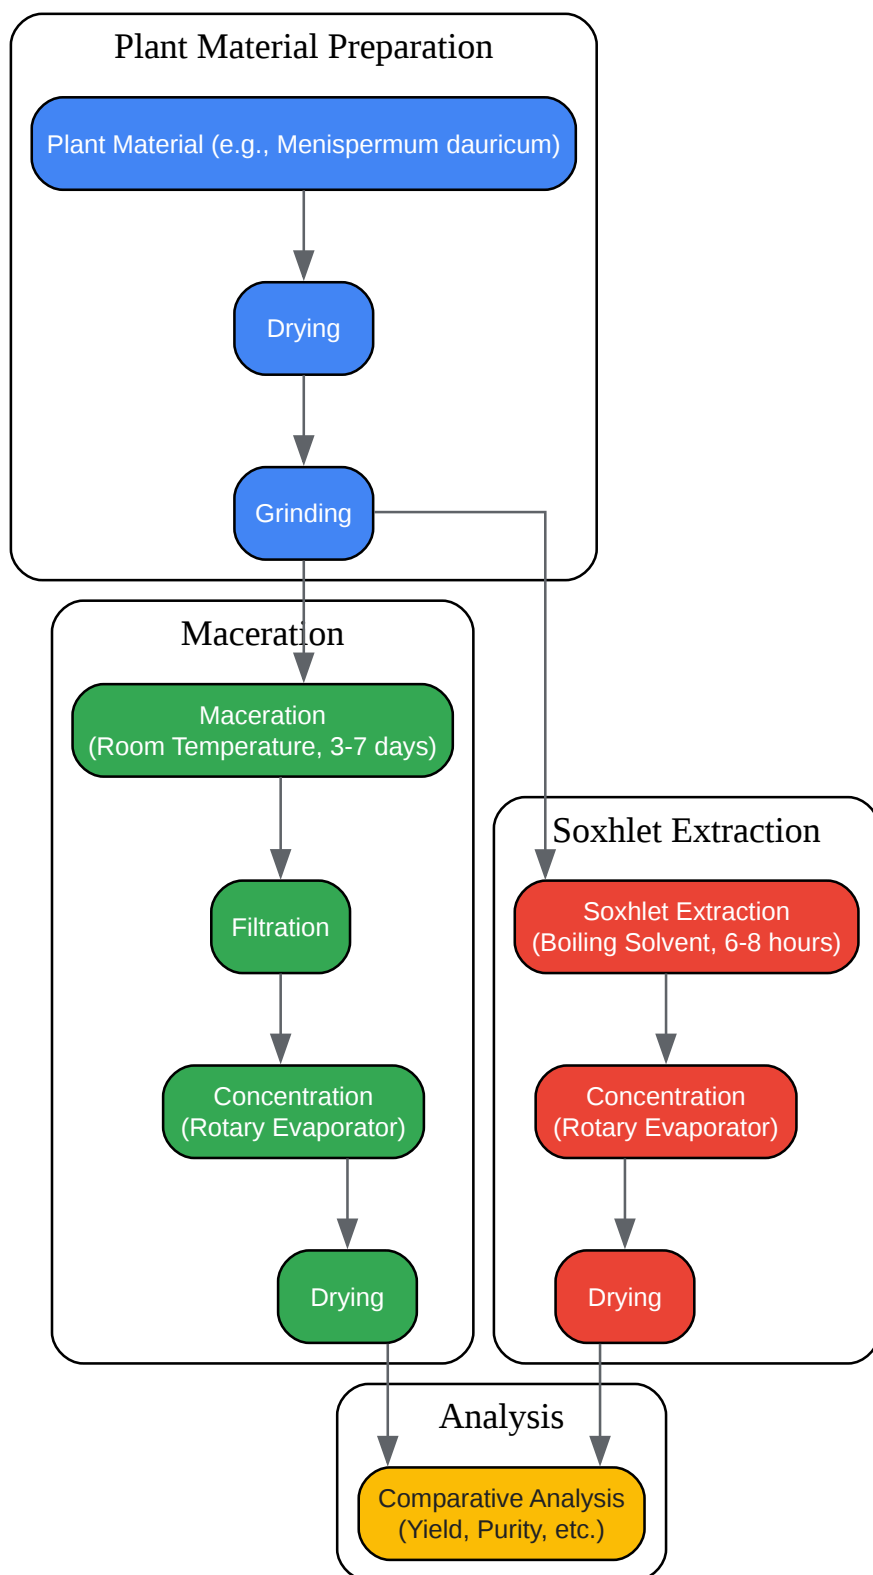 Plant Material Preparation
Plant Material (e.g., Menispermum dauricum)
Drying
Grinding
Maceration
Maceration
(Room Temperature, 3-7 days)
Filtration
Concentration
(Rotary Evaporator)
Drying
Soxhlet Extraction
Soxhlet Extraction
(Boiling Solvent, 6-8 hours)
Concentration
(Rotary Evaporator)
Drying
Analysis
Comparative Analysis
(Yield, Purity, etc.)